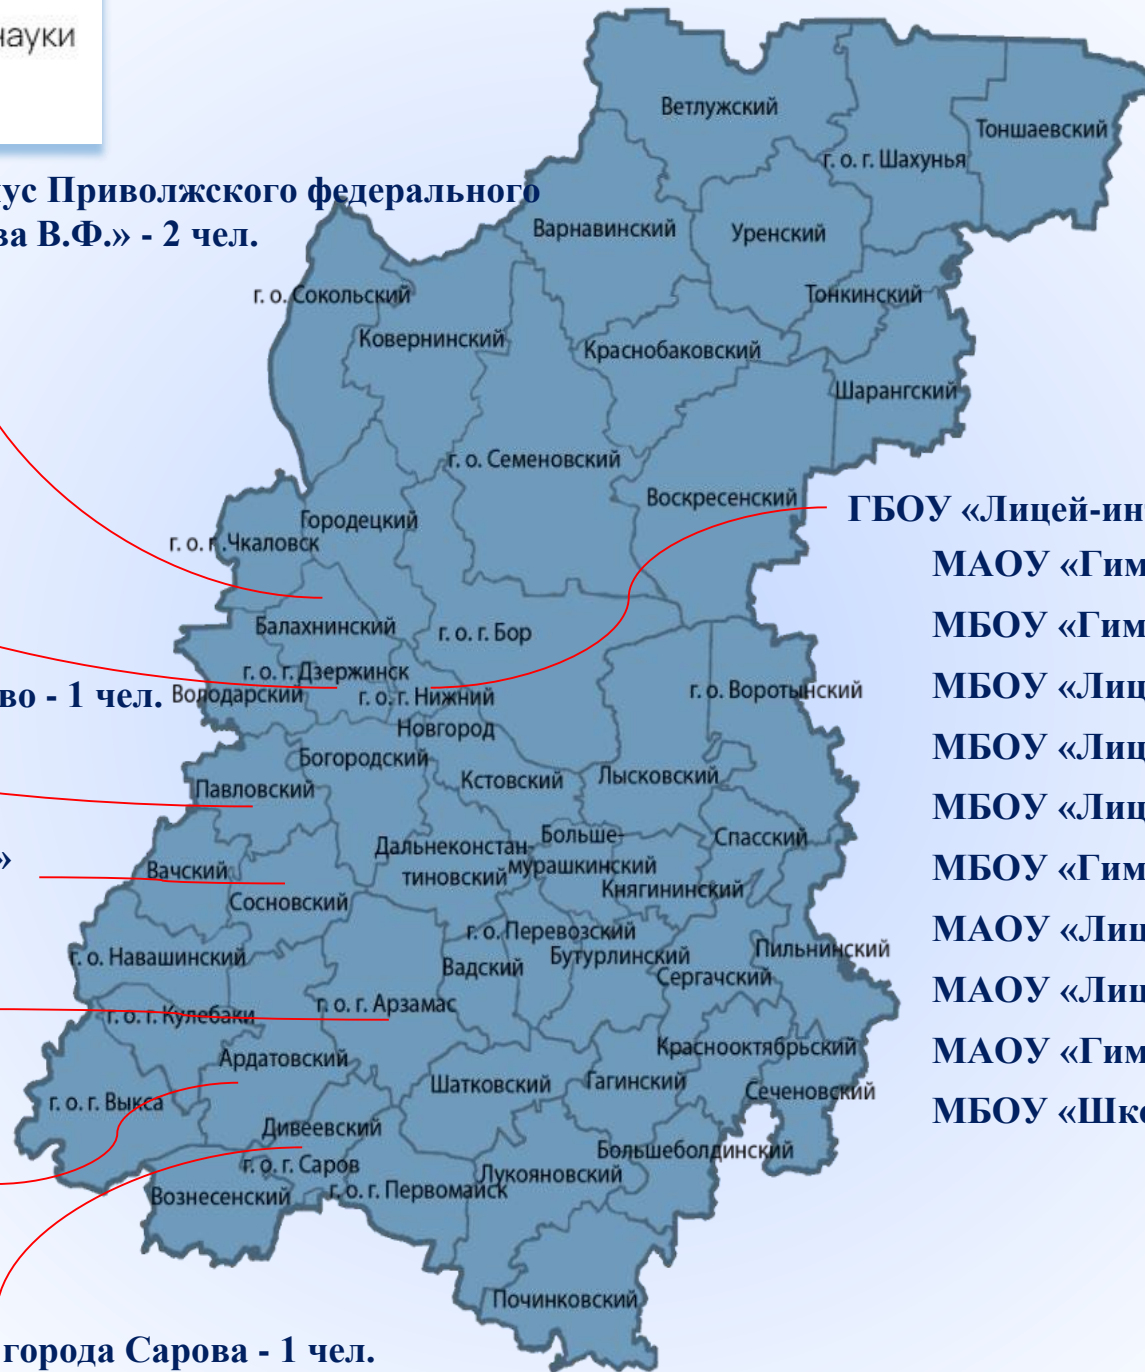 науки
ус Приволжского федерального
ва В.Ф.» - 2 чел.
Ветлужский
Тоншаевский
г. о. г. Шахунья
Варнавинский
Уренский
г. о. Сокольский
Тонкинский
Ковернинский
Краснобаковский
Шарангский
г. о. Семеновский
Воскресенский
Городецкий
г. о. г .Чкаловск
Балахнинский
г. о. г. Бор
г. о. г. Дзержинск
во - 1 чел.
Володарский
г. о. г. Нижний
Новгород
г. о. Воротынский
Богородский
Кстовский
Лысковский
Павловский
Дальнеконстан-
тиновский
Больше-
мурашкинский
Спасский
»
Вачский
Княгининский
Сосновский
г. о. Перевозский
г. о. Навашинский
Вадский
Бутурлинский
Пильнинский
Сергачский
г. о. г. Кулебаки
г. о. г. Арзамас
Ардатовский
Краснооктябрьский
Шатковский
Гагинский
Сеченовский
г. о. г. Выкса
Дивеевский
Большеболдинский
г. о. г. Саров
Лукояновский
Вознесенский
г. о. г. Первомайск
Починковский
города Сарова - 1 чел.
ГБОУ «Лицей-ин
МАОУ «Гим
МБОУ «Гим
МБОУ «Лиц
МБОУ «Лиц
МБОУ «Лиц
МБОУ «Гим
МАОУ «Лиц
МАОУ «Лиц
МАОУ «Гим
МБОУ «Шко